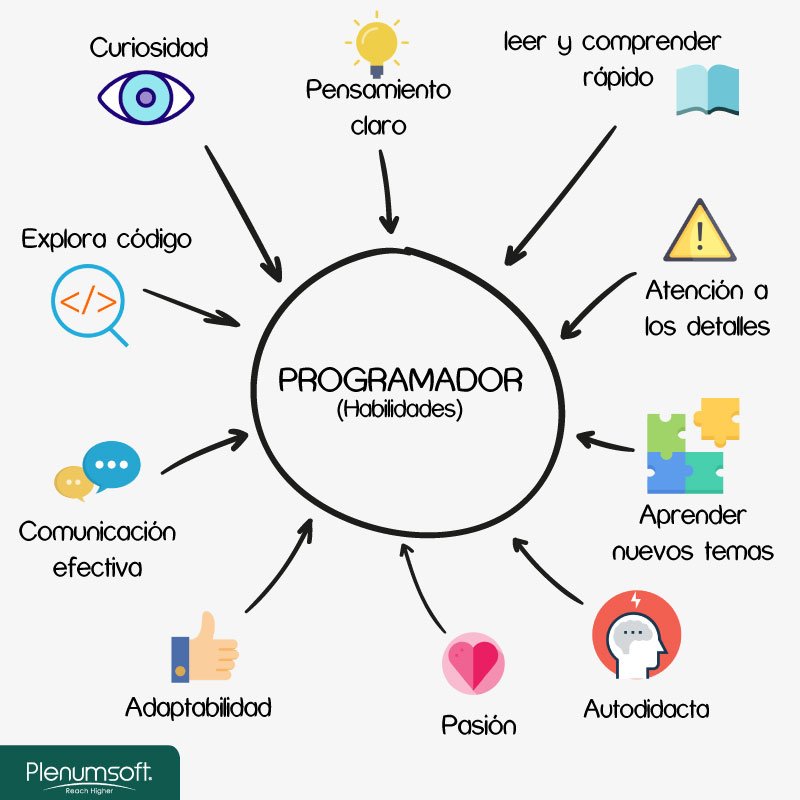 Curiosidad
Pensamiento
claro
leer y comprender
rápido
Explora código
</>
Atención a
los detalles
!
PROGRAMADOR
(Habilidades)
Comunicación
efectiva
Aprender
nuevos temas
Adaptabilidad
Pasión
Autodidacta
Plenumsoft.
Reach Higher